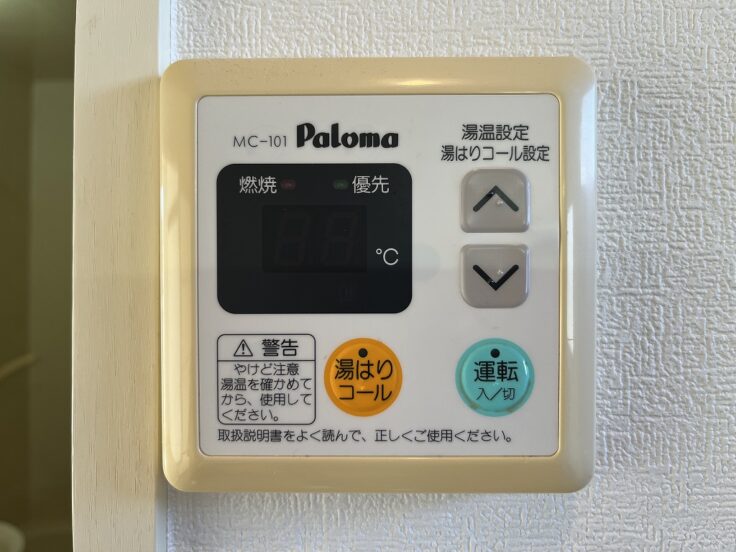 MC-101 Paloma
湯温設定
湯はりコール設定
燃焼 優先
℃
警告
やけど注意
湯温を確かめて
から、使用して
ください。
湯はり
コール
運転
入/切
取扱説明書をよく読んで、正しくご使用ください。